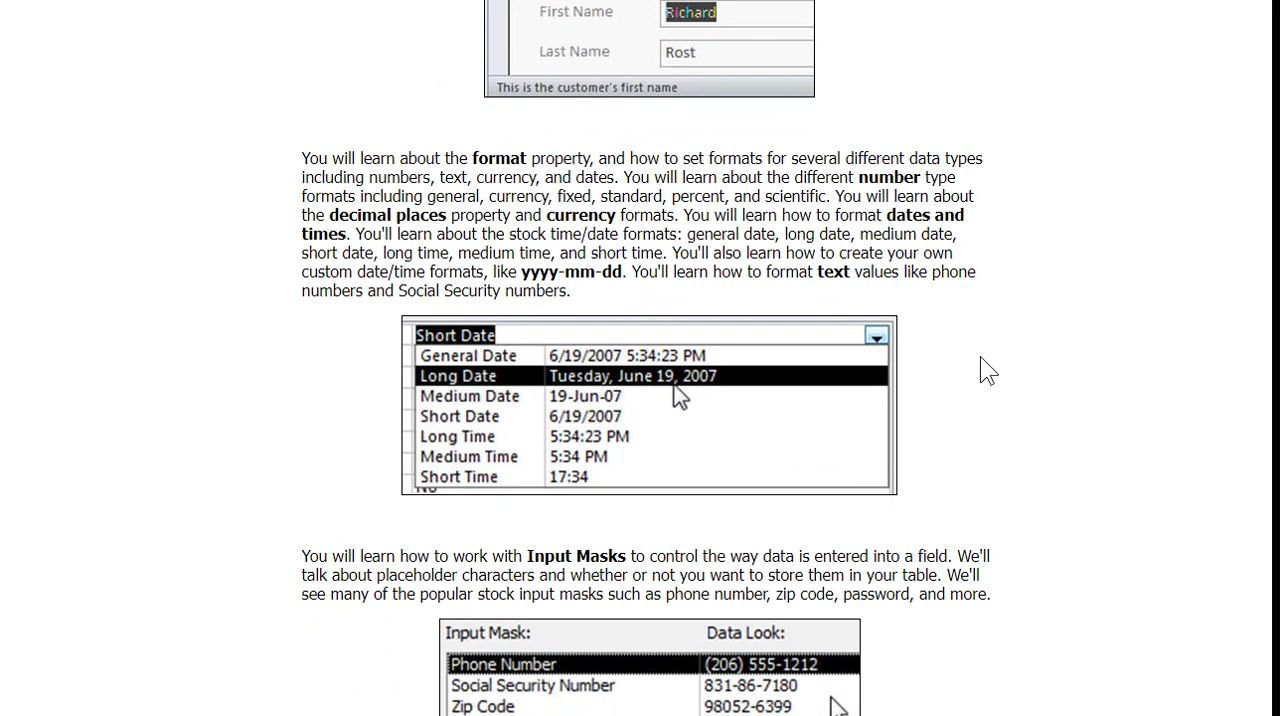 First Name Richard
Last Name Rost
This is the customer's first name
You will learn about the format property, and how to set formats for several different data types
including numbers, text, currency, and dates. You will learn about the different number type
formats including general, currency, fixed, standard, percent, and scientific. You will learn about
the decimal places property and currency formats. You will learn how to format dates and
times. You'll learn about the stock time/date formats: general date, long date, medium date,
short date, long time, medium time, and short time. You'll also learn how to create your own
custom date/time formats, like yyyy-mm-dd. You'll learn how to format text values like phone
numbers and Social Security numbers.
Short Date
General Date 6/19/2007 5:34:23 PM
Long Date Tuesday, June 19, 2007
Medium Date 19-Jun-07
Short Date 6/19/2007
Long Time 5:34:23 PM
Medium Time 5:34 PM
Short Time 17:34
You will learn how to work with Input Masks to control the way data is entered into a field. We'll
talk about placeholder characters and whether or not you want to store them in your table. We'll
see many of the popular stock input masks such as phone number, zip code, password, and more.
Input Mask: Data Look:
Phone Number (206) 555-1212
Social Security Number 831-86-7180
Zip Code 98052-6399